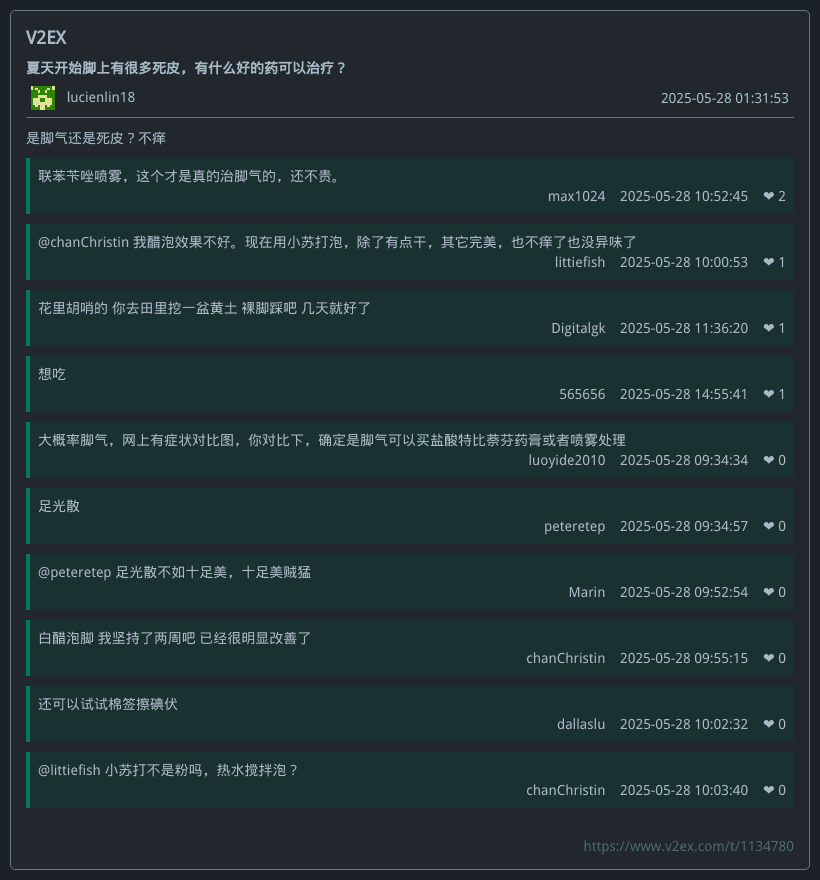 V2EX
夏天开始脚上有很多死皮，有什么好的药可以治疗？
lucienlin18 2025-05-28 01:31:53
是脚气还是死皮？不痒
联苯苄唑喷雾，这个才是真的治脚气的，还不贵。
max1024 2025-05-28 10:52:45 ❤ 2
@chanChristin 我醋泡效果不好。现在用小苏打泡，除了有点干，其它完美，也不痒了也没异味了
littiefish 2025-05-28 10:00:53 ❤ 1
花里胡哨的 你去田里挖一盆黄土 裸脚踩吧 几天就好了
Digitalgk 2025-05-28 11:36:20 ❤ 1
想吃
565656 2025-05-28 14:55:41 ❤ 1
大概率脚气，网上有症状对比图，你对比下，确定是脚气可以买盐酸特比萘芬药膏或者喷雾处理
luoyide2010 2025-05-28 09:34:34 ❤ 0
足光散
peteretep 2025-05-28 09:34:57 ❤ 0
@peteretep 足光散不如十足美，十足美贼猛
Marin 2025-05-28 09:52:54 ❤ 0
白醋泡脚 我坚持了两周吧 已经很明显改善了
chanChristin 2025-05-28 09:55:15 ❤ 0
还可以试试棉签擦碘伏
dallaslu 2025-05-28 10:02:32 ❤ 0
@littiefish 小苏打不是粉吗，热水搅拌泡？
chanChristin 2025-05-28 10:03:40 ❤ 0
https://www.v2ex.com/t/1134780